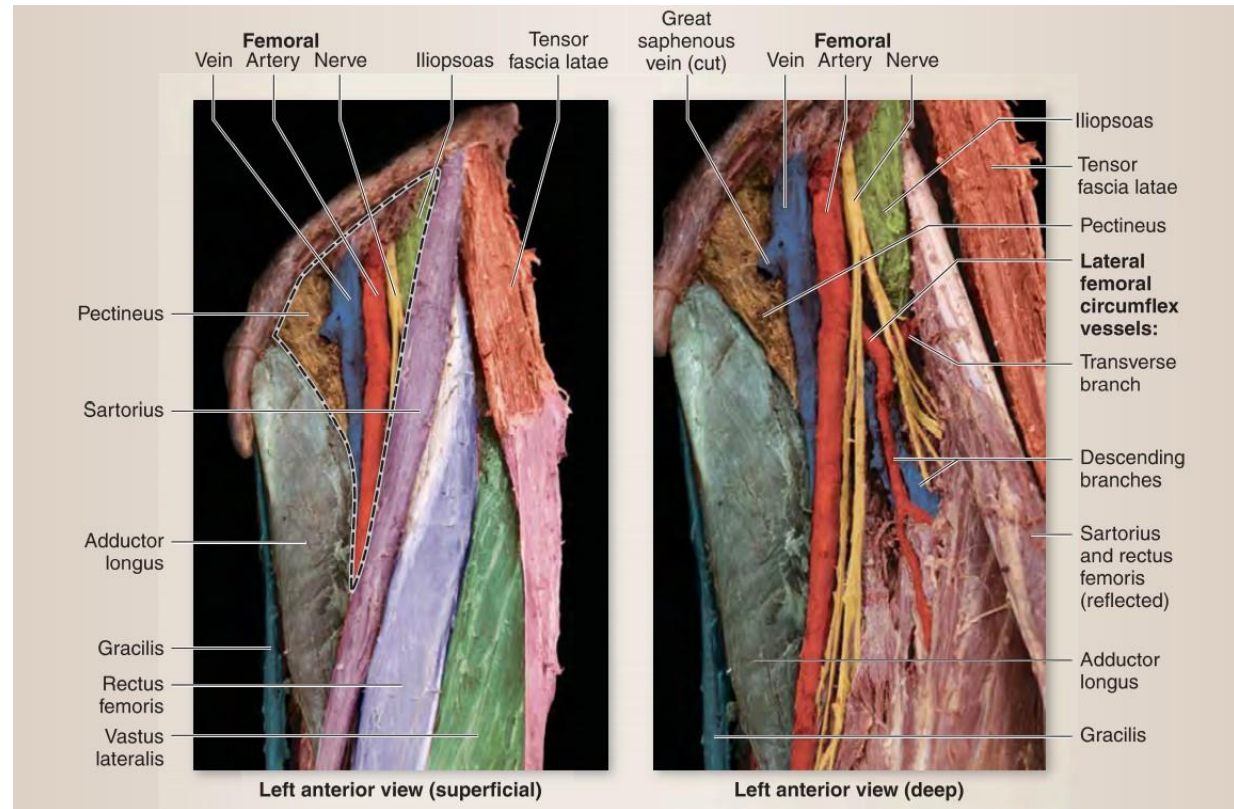 Femoral
Vein Artery Nerve
Iliopsoas
Tensor
fascia latae
Pectineus
Sartorius
Adductor
longus
Gracilis
Rectus
femoris
Vastus
lateralis
Left anterior view (superficial)
Great
saphenous
vein (cut)
Femoral
Vein Artery Nerve
Iliopsoas
Tensor
fascia latae
Pectineus
Lateral
femoral
circumflex
vessels:
Transverse
branch
Descending
branches
Sartorius
and rectus
femoris
(reflected)
Adductor
longus
Gracilis
Left anterior view (deep)